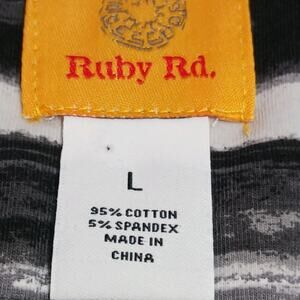 Ruby Rd.
L
95% COTTON
5% SPANDEX
MADE IN
CHINA